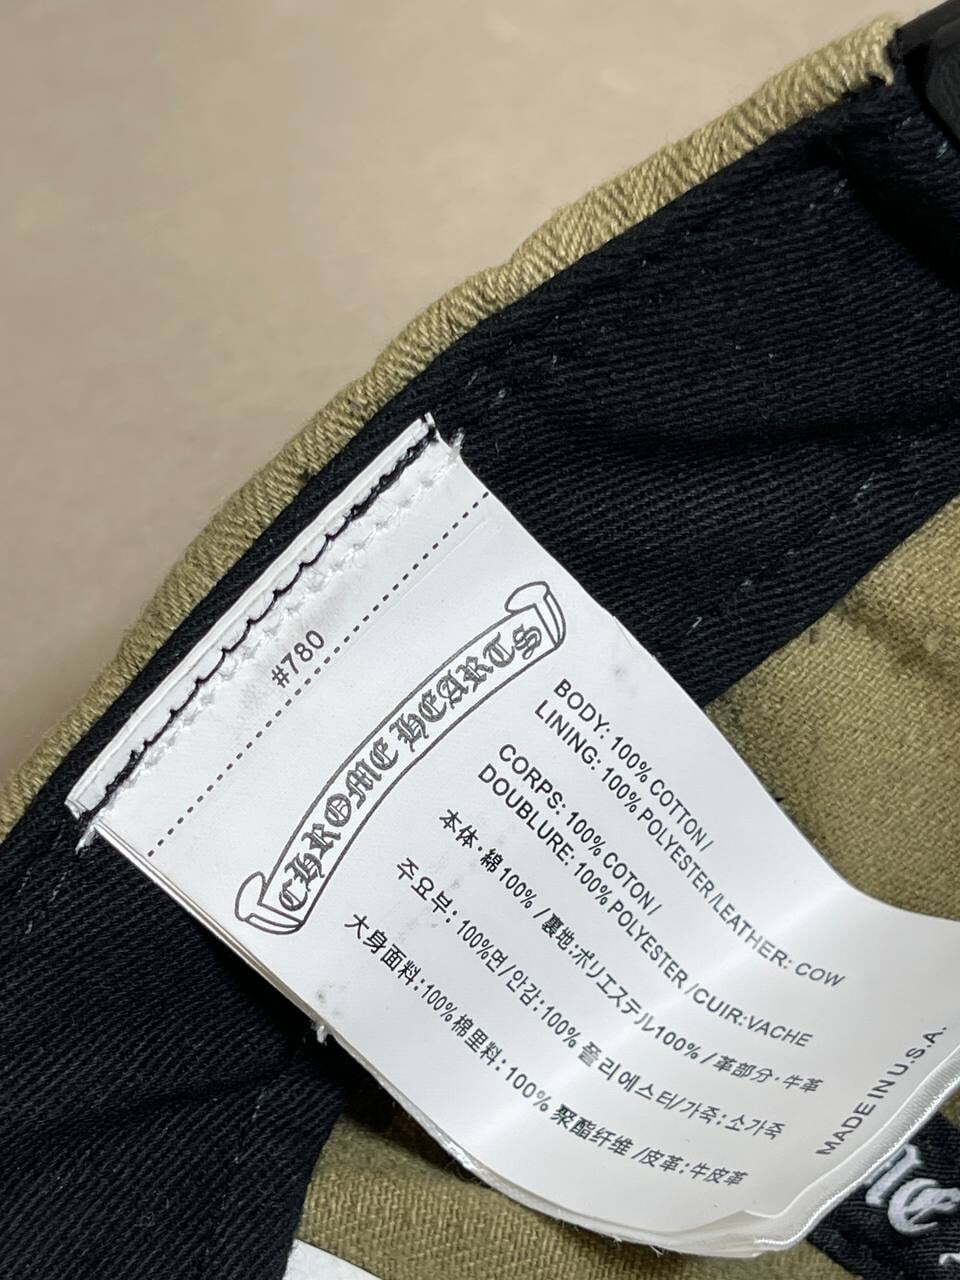 #780
CHROME HEARTS
BODY: 100% COTTON/
LINING: 100% POLYESTER/LEATHER: COW
CORPS: 100% COTON/
DOUBLURE: 100% POLYESTER /CUIR:VACHE
本体·綿100% /裏地:ポリエステル100% / 革部分·牛革
주요부: 100%면/안감:100% 폴리에스터/가죽: 소가죽
大身面料:100%棉里料:100% 聚酯纤维 /皮革:牛皮革
MADE IN U.S.A.